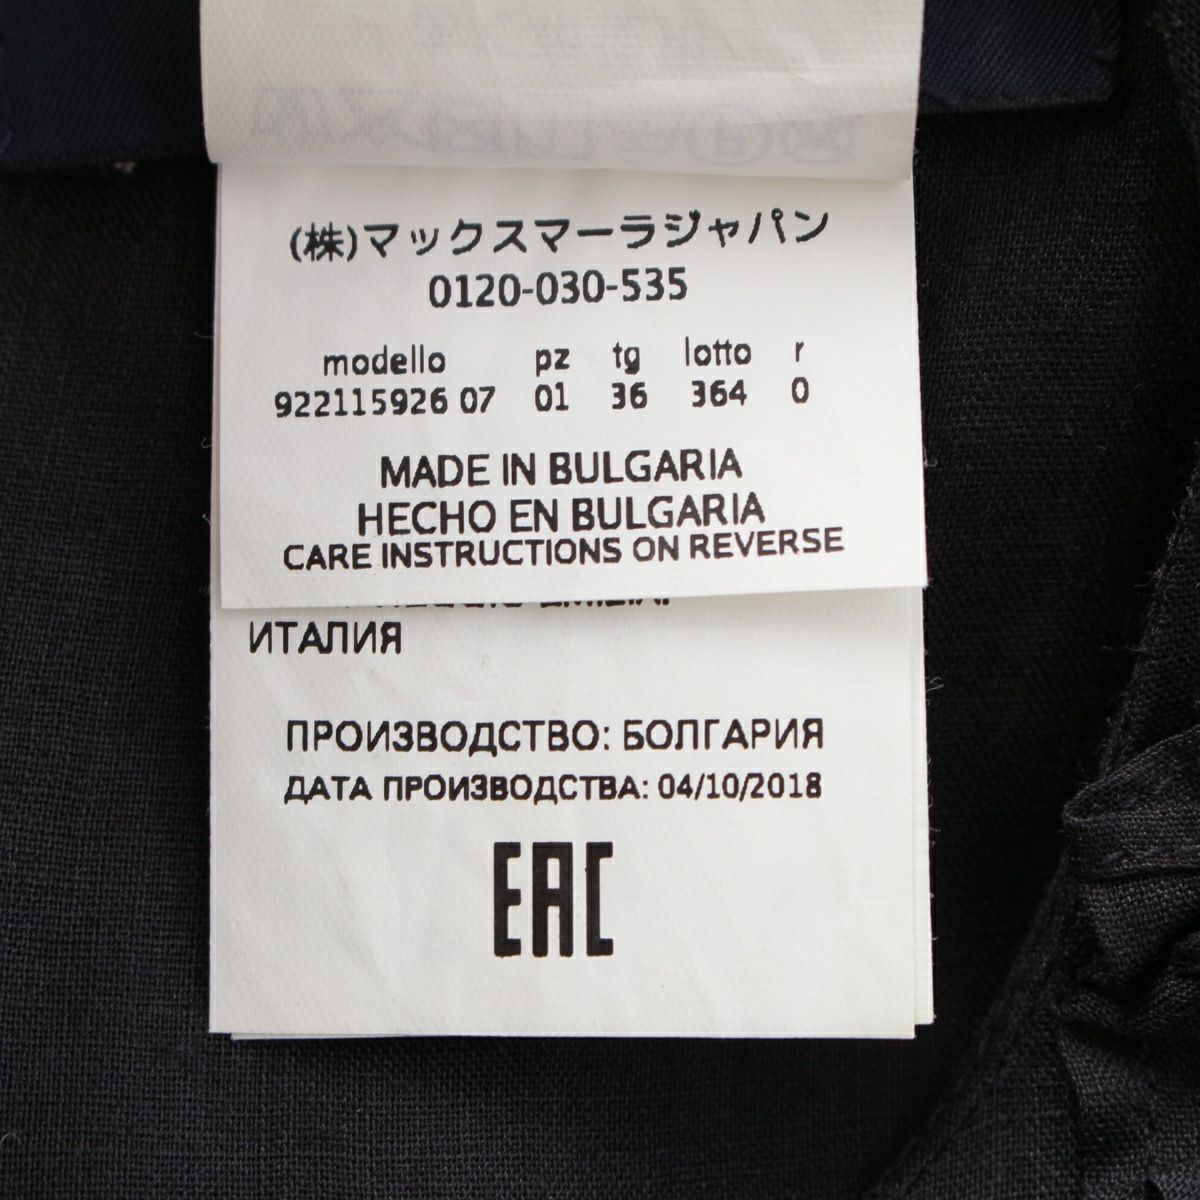 (株)マックスマーラジャパン
0120-030-535
modello pz tg lotto r
922115926 07 01 36 364 0
MADE IN BULGARIA
HECHO EN BULGARIA
CARE INSTRUCTIONS ON REVERSE
ИТАЛИЯ
ПРОИЗВОДСТВО: БОЛГАРИЯ
ДАТА ПРОИЗВОДСТВА: 04/10/2018
EAC